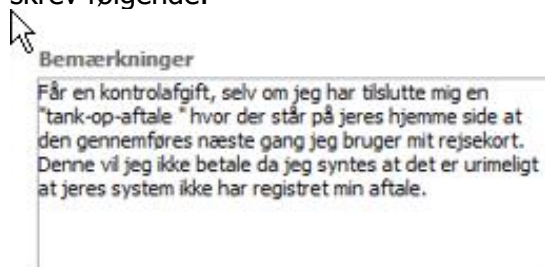 skrev følgende:
Bemærkninger
Får en kontrolafgift, selv om jeg har tilslutte mig en
"tank-op-aftale " hvor der står på jeres hjemme side at
den gennemføres næste gang jeg bruger mit rejsekort.
Denne vil jeg ikke betale da jeg syntes at det er urimeligt
at jeres system ikke har registret min aftale.